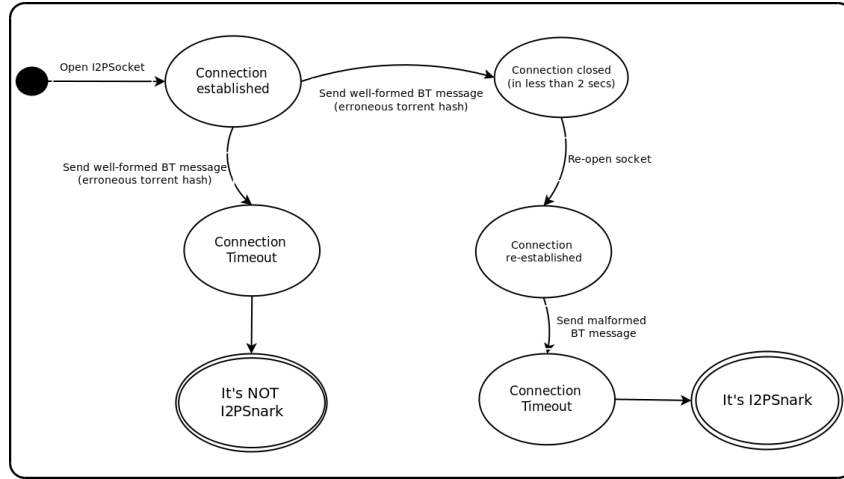 Open I2PSocket
Connection
established
Send well-formed BT message
(erroneous torrent hash)
Connection closed
(in less than 2 secs)
Send well-formed BT message
(erroneous torrent hash)
Re-open socket
Connection
Timeout
Connection
re-established
Send malformed
BT message
It's NOT
I2PSnark
Connection
Timeout
It's I2PSnark